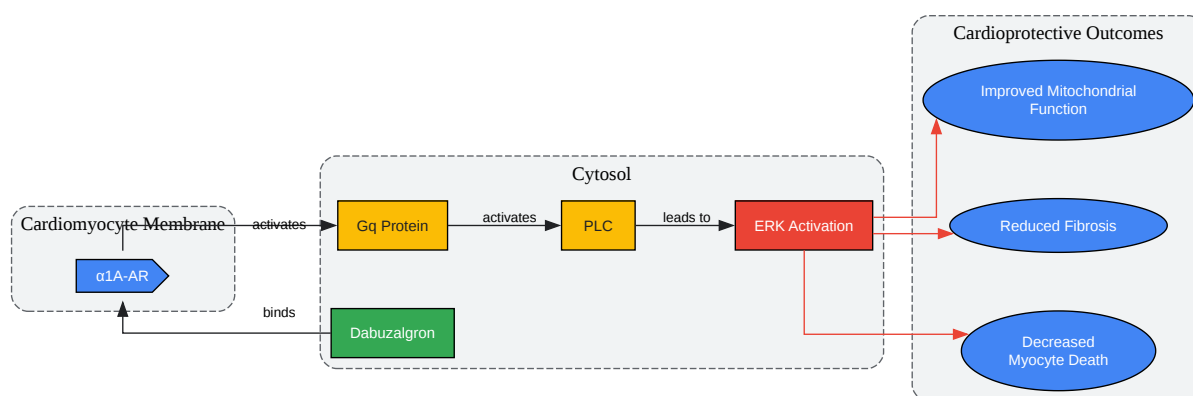 Cardioprotective Outcomes
Improved Mitochondrial
Function
Cytosol
Cardiomyocyte Membrane
activates
Gq Protein
activates
PLC
leads to
ERK Activation
Reduced Fibrosis
α1A-AR
binds
Dabuzalgron
Decreased
Myocyte Death